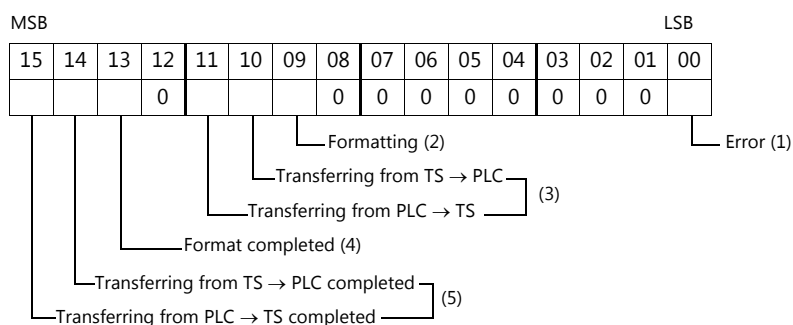 MSB LSB
15 14 13 12 11 10 09 08 07 06 05 04 03 02 01 00
0 0 0 0 0 0 0 0 0
Formatting (2) Error (1)
Transferring from TS → PLC
(3)
Transferring from PLC → TS
Format completed (4)
Transferring from TS → PLC completed
(5)
Transferring from PLC → TS completed